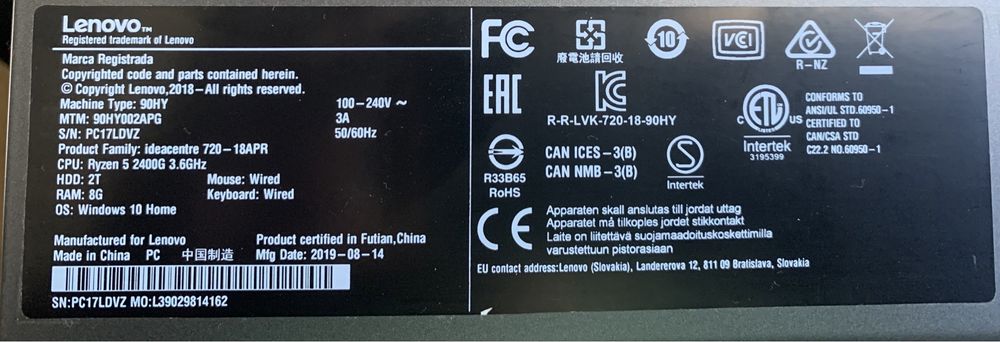 Lenovo™
Registered trademark of Lenovo
Marca Registrada
Copyrighted code and parts contained herein.
© Copyright Lenovo,2018–All rights reserved.
Machine Type: 90HY 100-240V ~
MTM: 90HY002APG 3A
S/N: PC17LDVZ 50/60Hz
Product Family: ideacentre 720-18APR
CPU: Ryzen 5 2400G 3.6GHz
HDD: 2T Mouse: Wired
RAM: 8G Keyboard: Wired
OS: Windows 10 Home
Manufactured for Lenovo Product certified in Futian,China
Made in China PC 中国制造 Mfg Date: 2019-08-14
SN:PC17LDVZ MO:L39029814162
FC
廢電池請回收
10
VCI
R-NZ
EAC
KC
R-R-LVK-720-18-90HY
c ETL us
Intertek
3195399
CONFORMS TO
ANSI/UL STD.60950-1
CERTIFIED TO
CAN/CSA STD
C22.2 NO.60950-1
R33B65
RoHS
CAN ICES-3(B)
CAN NMB-3(B)
S
Intertek
CE
Apparaten skall anslutas till jordat uttag
Apparatet må tilkoples jordet stikkontakt
Laite on liitettävä suojamaadoituskoskettimilla
varustettuun pistorasiaan
EU contact address:Lenovo (Slovakia), Landererova 12, 811 09 Bratislava, Slovakia